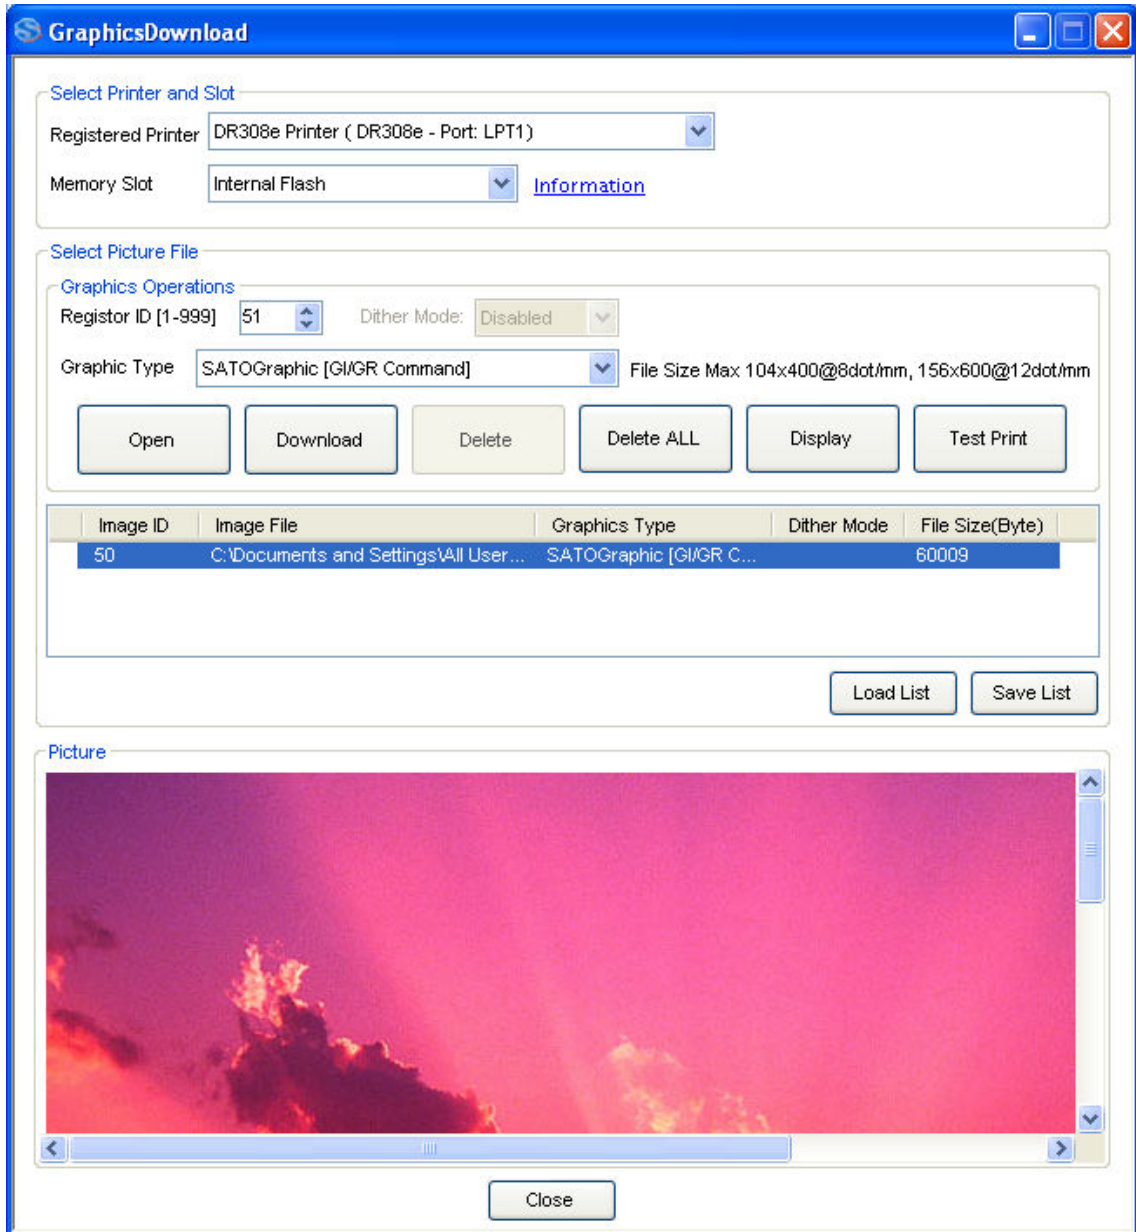 GraphicsDownload
Select Printer and Slot
Registered Printer DR308e Printer ( DR308e - Port: LPT1)
Memory Slot Internal Flash Information
Select Picture File
Graphics Operations
Registor ID [1-999] 51 Dither Mode: Disabled
Graphic Type SATOGraphic [GI/GR Command] File Size Max 104x400@8dot/mm, 156x600@12dot/mm
Open Download Delete Delete ALL Display Test Print
Image ID Image File Graphics Type Dither Mode File Size(Byte)
50 C:\Documents and Settings\All User... SATOGraphic [GI/GR C... 60009
Load List Save List
Picture
Close